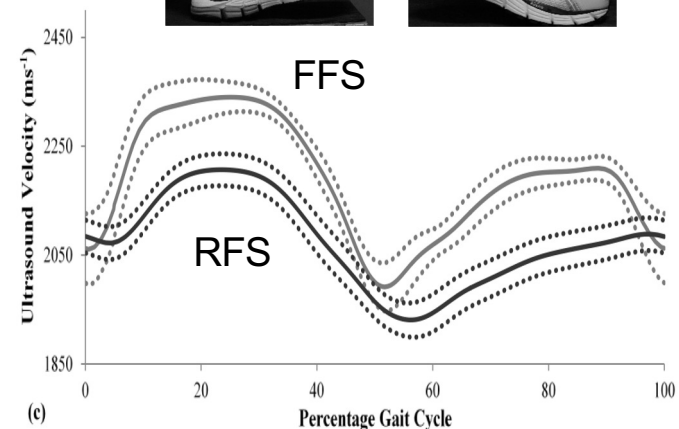 2450
FFS
2250
RFS
2050
1850
Ultrasound Velocity (ms⁻¹)
0 20 40 60 80 100
(c)
Percentage Gait Cycle